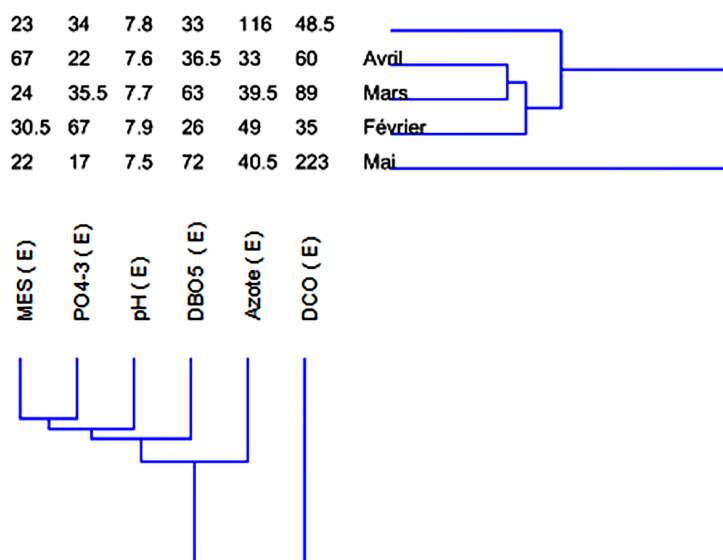 23 34 7.8 33 116 48.5
67 22 7.6 36.5 33 60 Avril
24 35.5 7.7 63 39.5 89 Mars
30.5 67 7.9 26 49 35 Février
22 17 7.5 72 40.5 223 Mai
MES ( E )
PO4-3 ( E )
pH ( E )
DBO5 ( E )
Azote ( E )
DCO ( E )